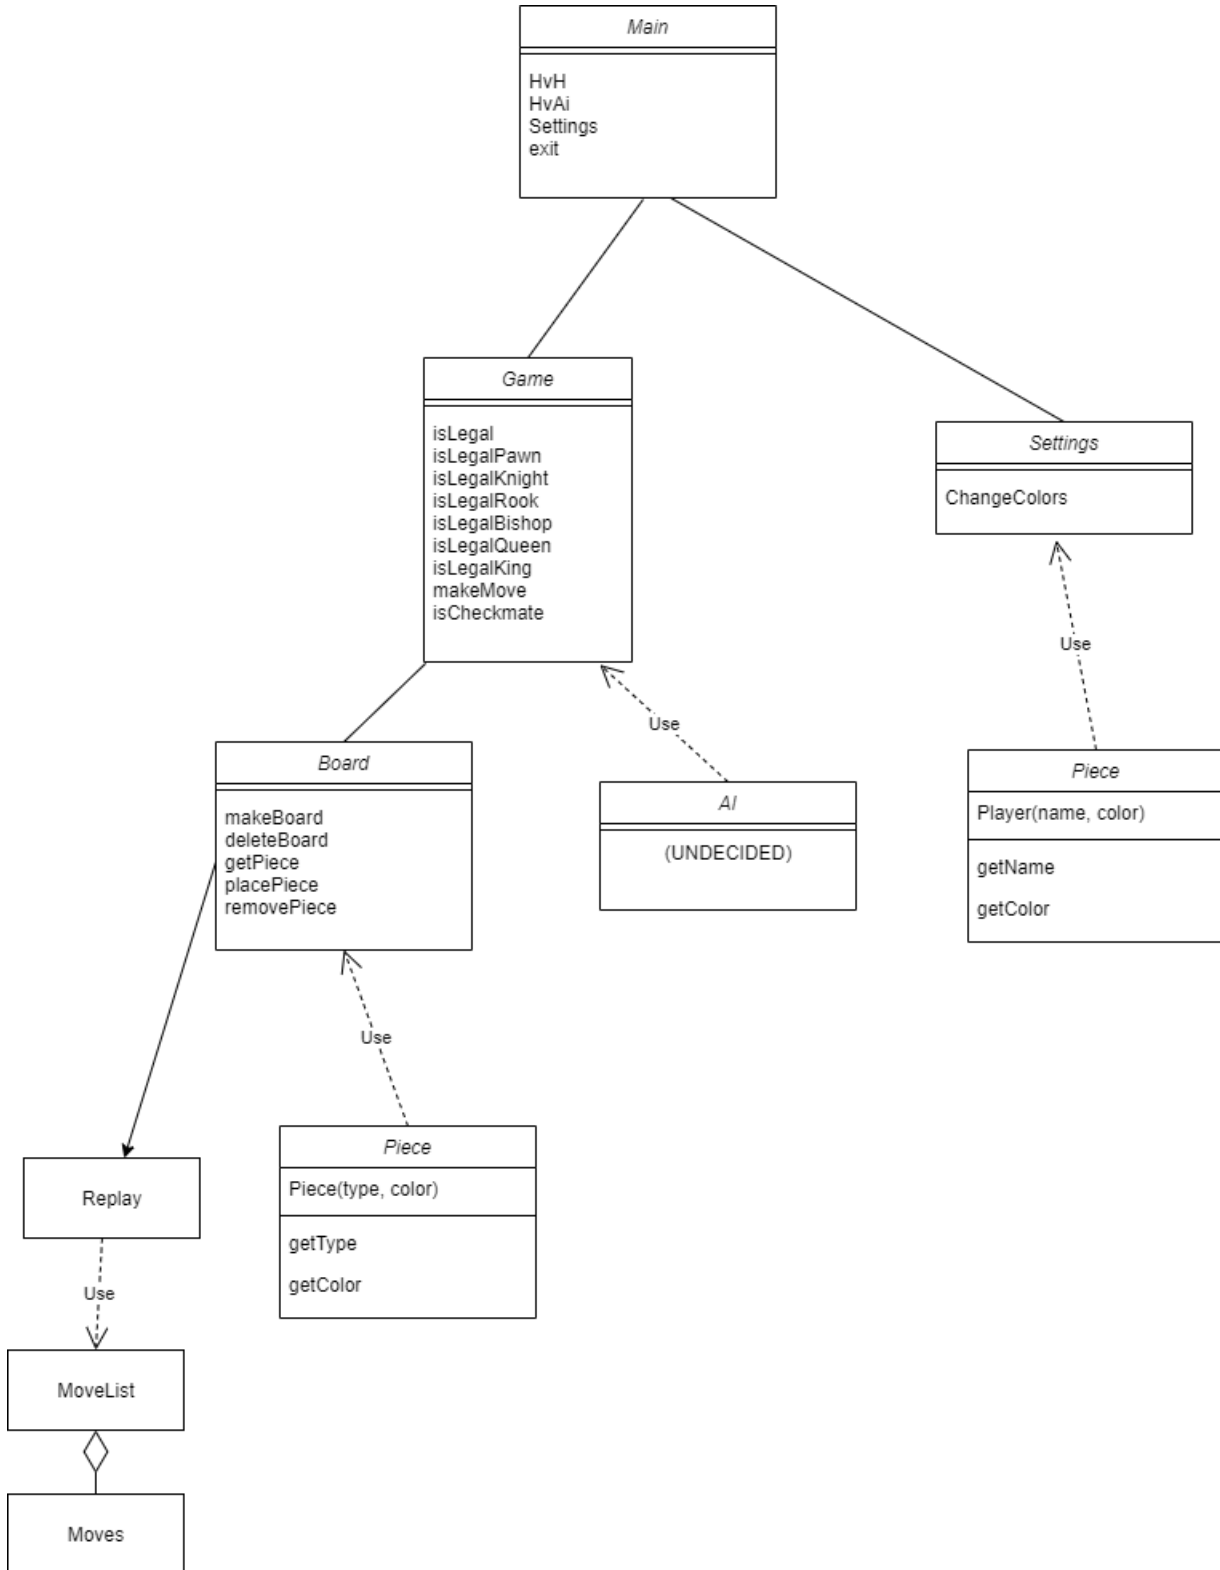 Main
HvH
HvAi
Settings
exit
Game
isLegal
isLegalPawn
isLegalKnight
isLegalRook
isLegalBishop
isLegalQueen
isLegalKing
makeMove
isCheckmate
Settings
ChangeColors
Use
Use
Board
makeBoard
deleteBoard
getPiece
placePiece
removePiece
AI
(UNDECIDED)
Piece
Player(name, color)
getName
getColor
Use
Piece
Piece(type, color)
getType
getColor
Replay
Use
MoveList
Moves